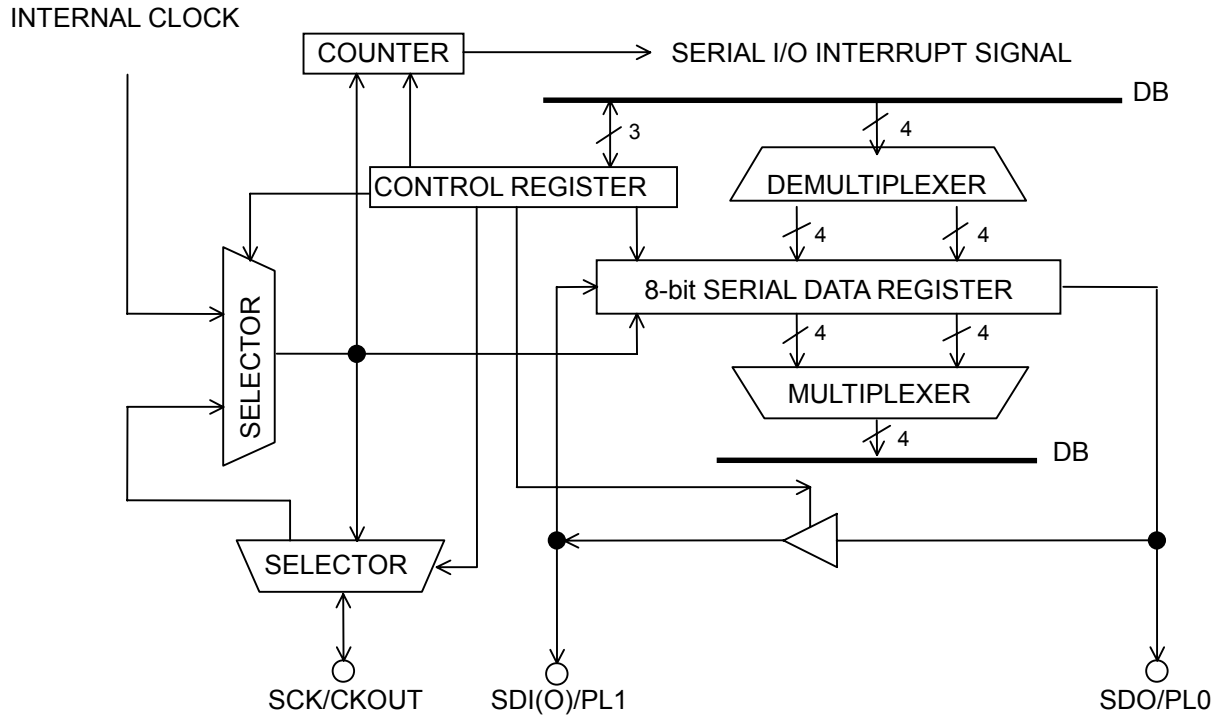 INTERNAL CLOCK
COUNTER
SERIAL I/O INTERRUPT SIGNAL
DB
3
4
CONTROL REGISTER
DEMULTIPLEXER
4
4
8-bit SERIAL DATA REGISTER
SELECTOR
4
4
MULTIPLEXER
4
DB
SELECTOR
SCK/CKOUT
SDI(O)/PL1
SDO/PL0